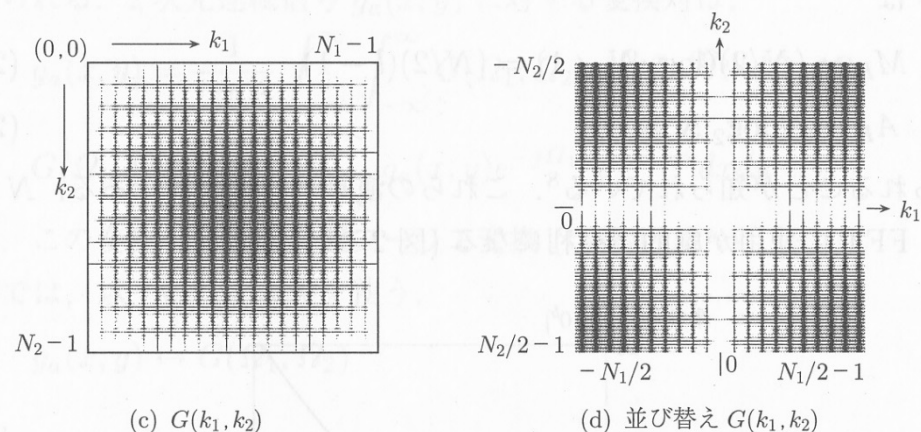 (0,0)
k₁
N₁−1
k₂
N₂−1
(c) G(k₁, k₂)
k₂
−N₂/2
k₁
0
N₂/2−1
−N₁/2
0
N₁/2−1
(d) 並び替え G(k₁, k₂)